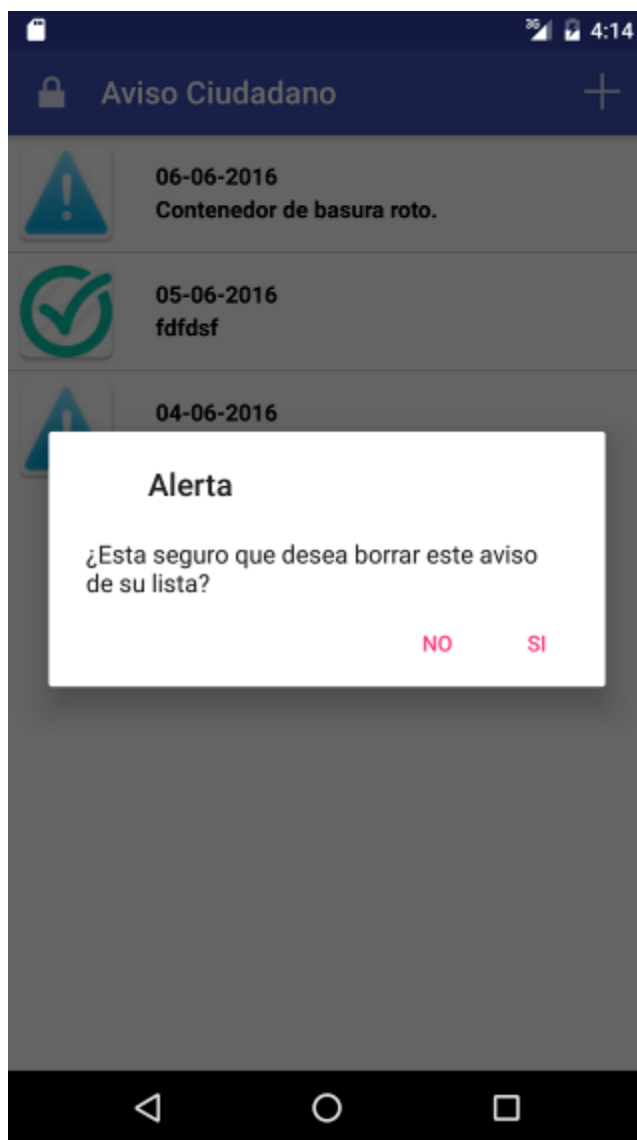 3G 4:14
Aviso Ciudadano
06-06-2016
Contenedor de basura roto.
05-06-2016
fdfdsf
04-06-2016
Alerta
¿Esta seguro que desea borrar este aviso
de su lista?
NO SI